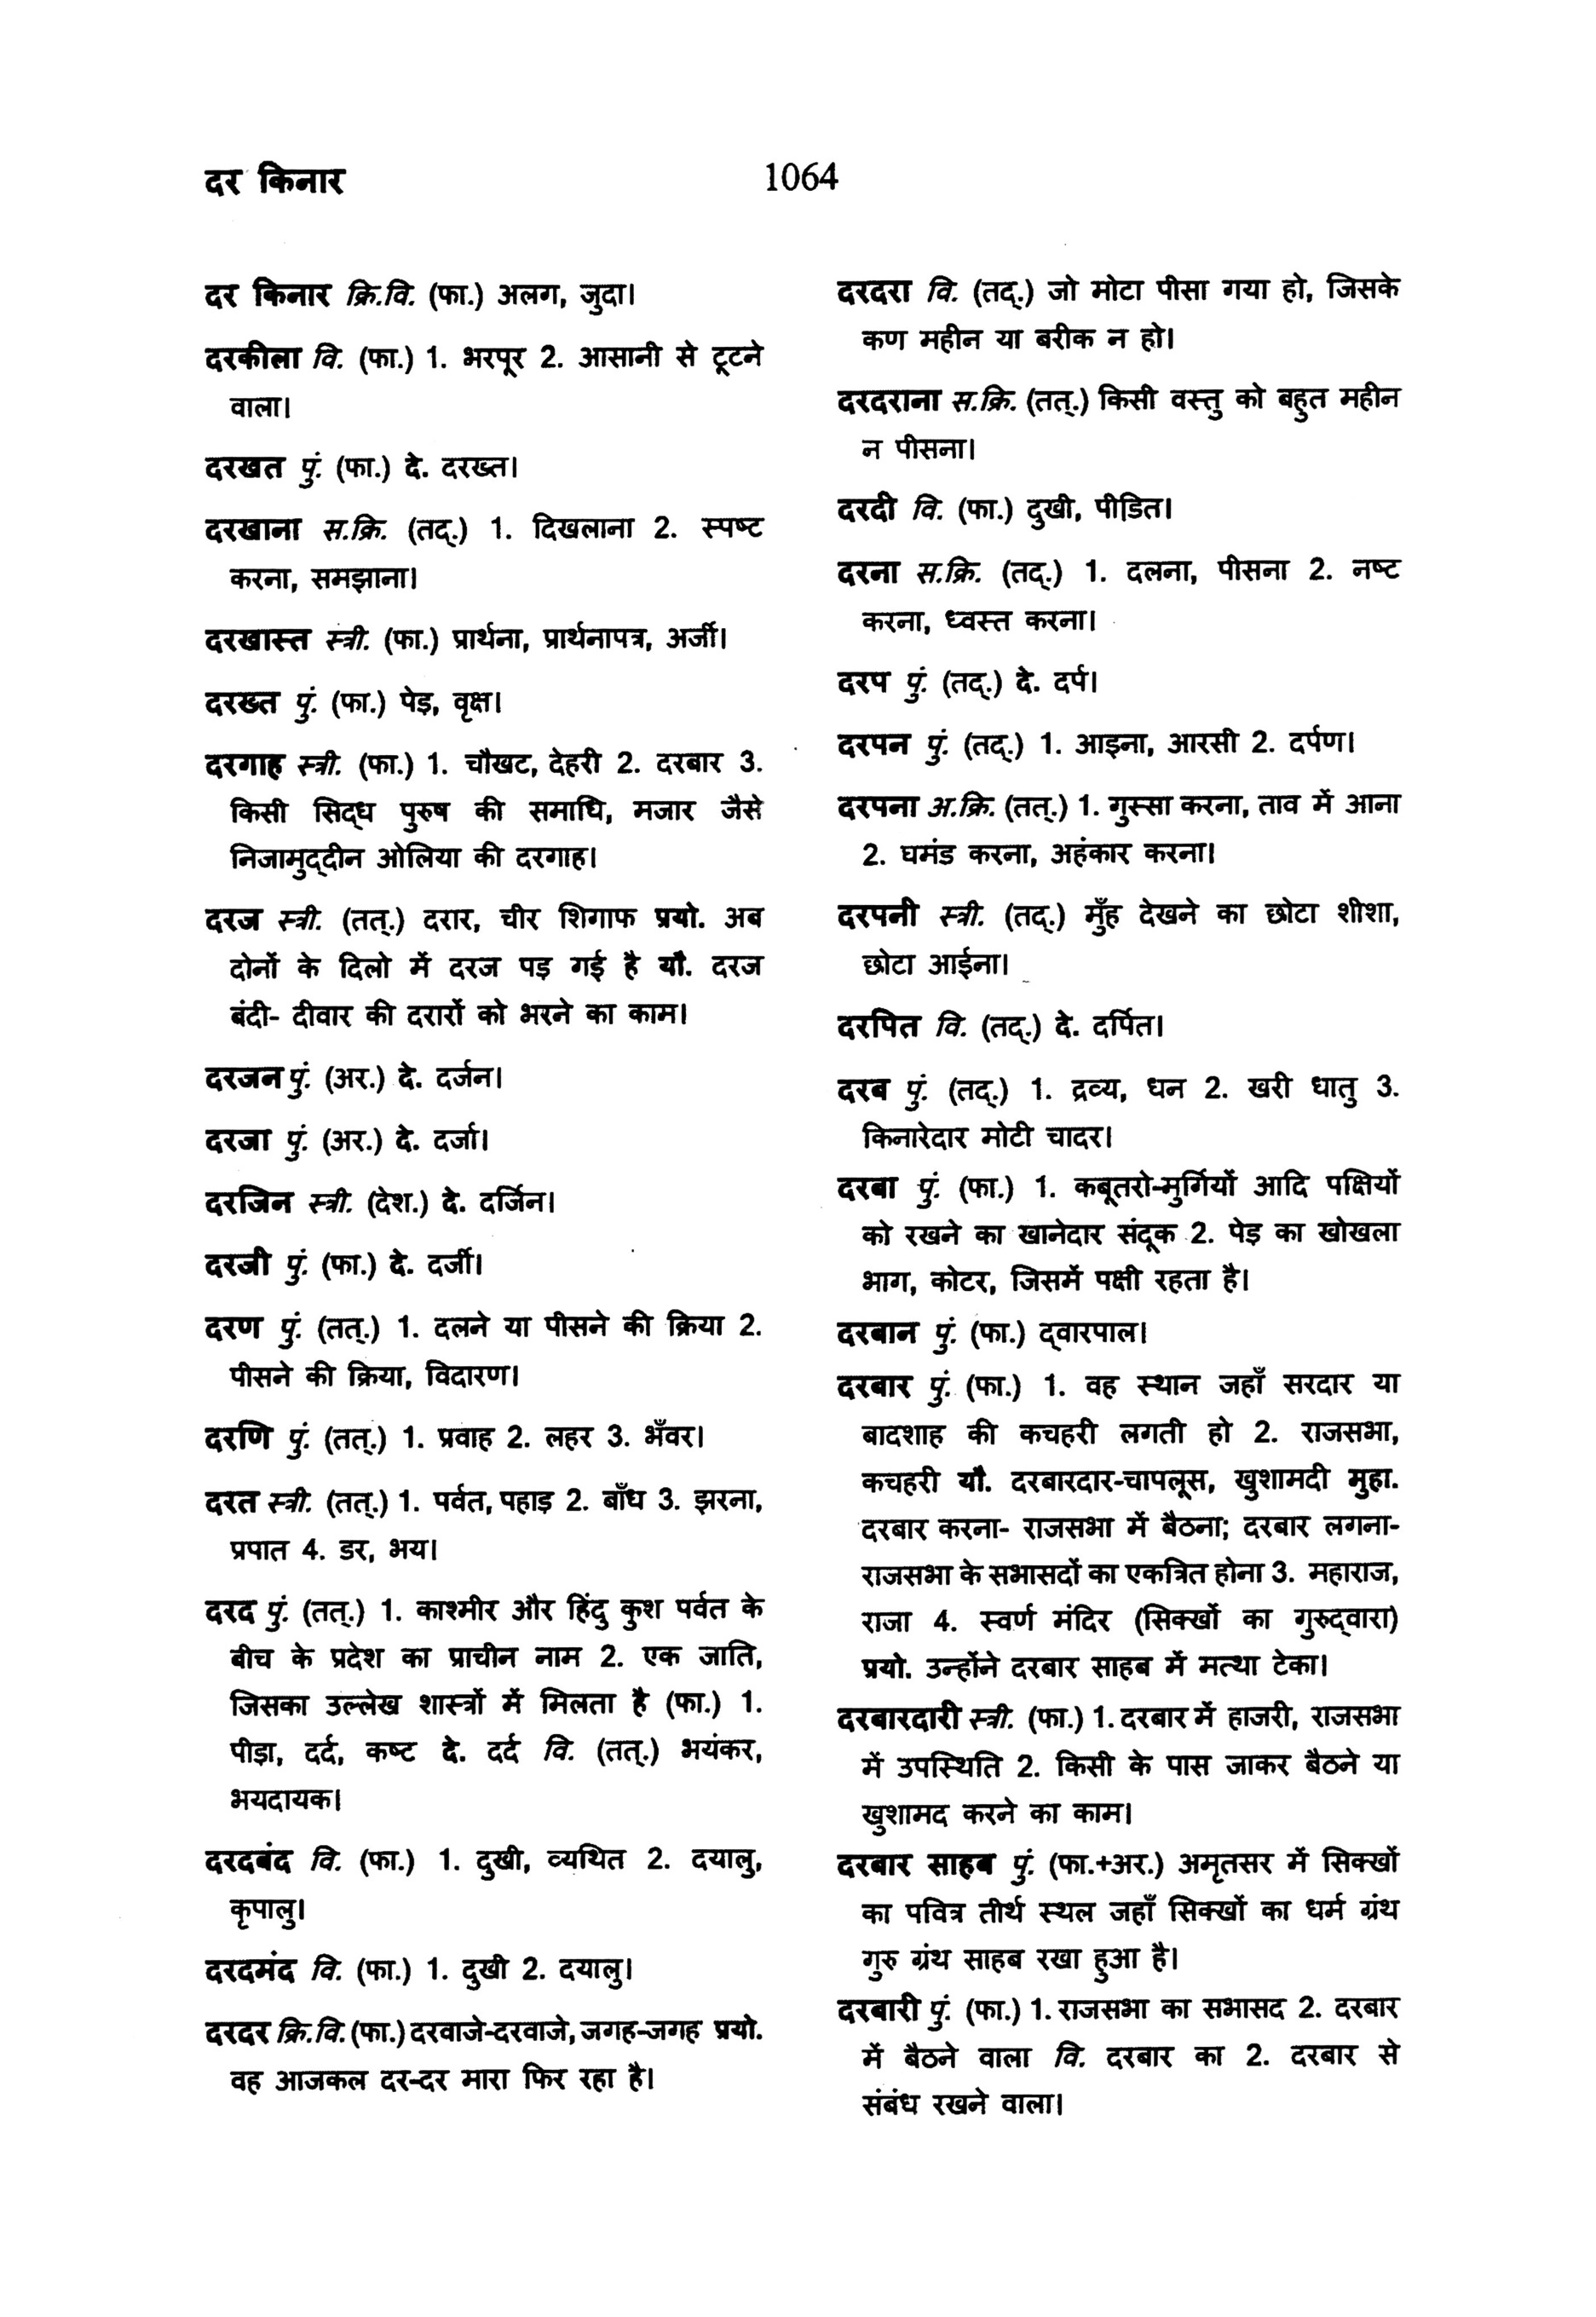 दर किनार
1064
दर किनार क्रि.वि. (फा.) अलग, जुदा।
दरकीला वि. (फा.) 1. भरपूर 2. आसानी से टूटने
वाला।
दरखत पुं. (फा.) दे. दरख्त।
दरखाना स.क्रि. (तद्.) 1. दिखलाना 2. स्पष्ट
करना, समझाना।
दरखास्त स्त्री. (फा.) प्रार्थना, प्रार्थनापत्र, अर्जी।
दरख्त पुं. (फा.) पेड़, वृक्ष।
दरगाह स्त्री. (फा.) 1. चौखट, देहरी 2. दरबार 3.
किसी सिद्ध पुरुष की समाधि, मजार जैसे
निजामुद्दीन ओलिया की दरगाह।
दरज स्त्री. (तत्.) दरार, चीर शिगाफ प्रयो. अब
दोनों के दिलो में दरज पड़ गई है यौ. दरज
बंदी- दीवार की दरारों को भरने का काम।
दरजन पुं. (अर.) दे. दर्जन।
दरजा पुं. (अर.) दे. दर्जा।
दरजिन स्त्री. (देश.) दे. दर्जिन।
दरजी पुं. (फा.) दे. दर्जी।
दरण पुं. (तत्.) 1. दलने या पीसने की क्रिया 2.
पीसने की क्रिया, विदारण।
दरणि पुं. (तत्.) 1. प्रवाह 2. लहर 3. भँवर।
दरत स्त्री. (तत्.) 1. पर्वत, पहाड़ 2. बाँध 3. झरना,
प्रपात 4. डर, भय।
दरद पुं. (तत्.) 1. काश्मीर और हिंदु कुश पर्वत के
बीच के प्रदेश का प्राचीन नाम 2. एक जाति,
जिसका उल्लेख शास्त्रों में मिलता है (फा.) 1.
पीड़ा, दर्द, कष्ट दे. दर्द वि. (तत्.) भयंकर,
भयदायक।
दरदबंद वि. (फा.) 1. दुखी, व्यथित 2. दयालु,
कृपालु।
दरदमंद वि. (फा.) 1. दुखी 2. दयालु।
दरदर क्रि.वि. (फा.) दरवाजे-दरवाजे, जगह-जगह प्रयो.
वह आजकल दर-दर मारा फिर रहा है।
दरदरा वि. (तद्.) जो मोटा पीसा गया हो, जिसके
कण महीन या बरीक न हो।
दरदराना स.क्रि. (तत्.) किसी वस्तु को बहुत महीन
न पीसना।
दरदी वि. (फा.) दुखी, पीडित।
दरना स.क्रि. (तद्.) 1. दलना, पीसना 2. नष्ट
करना, ध्वस्त करना।
दरप पुं. (तद्.) दे. दर्प।
दरपन पुं. (तद्.) 1. आइना, आरसी 2. दर्पण।
दरपना अ.क्रि. (तत्.) 1. गुस्सा करना, ताव में आना
2. घमंड करना, अहंकार करना।
दरपनी स्त्री. (तद्.) मुँह देखने का छोटा शीशा,
छोटा आईना।
दरपित वि. (तद्.) दे. दर्पित।
दरब पुं. (तद्.) 1. द्रव्य, धन 2. खरी धातु 3.
किनारेदार मोटी चादर।
दरबा पुं. (फा.) 1. कबूतरो-मुर्गियों आदि पक्षियों
को रखने का खानेदार संदूक 2. पेड़ का खोखला
भाग, कोटर, जिसमें पक्षी रहता है।
दरबान पुं. (फा.) द्वारपाल।
दरबार पुं. (फा.) 1. वह स्थान जहाँ सरदार या
बादशाह की कचहरी लगती हो 2. राजसभा,
कचहरी यौ. दरबारदार-चापलूस, खुशामदी मुहा.
दरबार करना- राजसभा में बैठना; दरबार लगना-
राजसभा के सभासदों का एकत्रित होना 3. महाराज,
राजा 4. स्वर्ण मंदिर (सिक्खों का गुरुद्वारा)
प्रयो. उन्होंने दरबार साहब में मत्था टेका।
दरबारदारी स्त्री. (फा.) 1. दरबार में हाजरी, राजसभा
में उपस्थिति 2. किसी के पास जाकर बैठने या
खुशामद करने का काम।
दरबार साहब पुं. (फा.+अर.) अमृतसर में सिक्खों
का पवित्र तीर्थ स्थल जहाँ सिक्खों का धर्म ग्रंथ
गुरु ग्रंथ साहब रखा हुआ है।
दरबारी पुं. (फा.) 1. राजसभा का सभासद 2. दरबार
में बैठने वाला वि. दरबार का 2. दरबार से
संबंध रखने वाला।